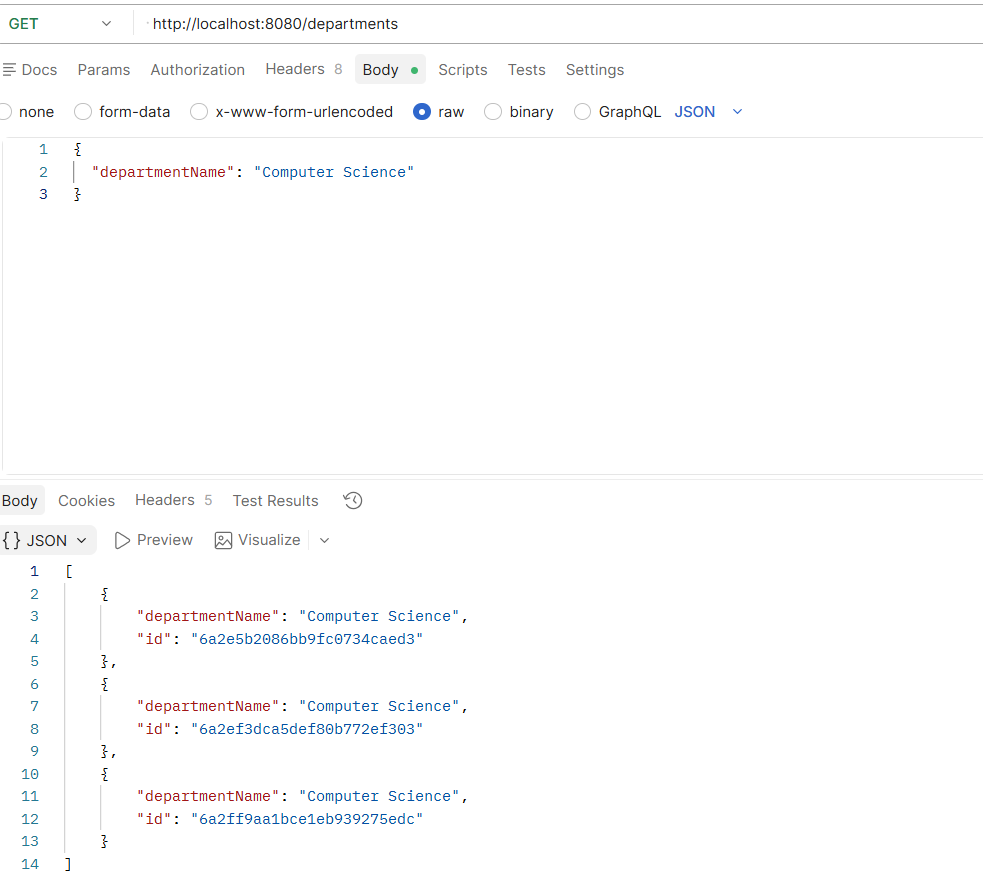 GET http://localhost:8080/departments
Docs Params Authorization Headers 8 Body Scripts Tests Settings
none form-data x-www-form-urlencoded raw binary GraphQL JSON
1 {
2 "departmentName": "Computer Science"
3 }
Body Cookies Headers 5 Test Results
{} JSON Preview Visualize
1 [
2 {
3 "departmentName": "Computer Science",
4 "id": "6a2e5b2086bb9fc0734caed3"
5 },
6 {
7 "departmentName": "Computer Science",
8 "id": "6a2ef3dca5def80b772ef303"
9 },
10 {
11 "departmentName": "Computer Science",
12 "id": "6a2ff9aa1bce1eb939275edc"
13 }
14 ]